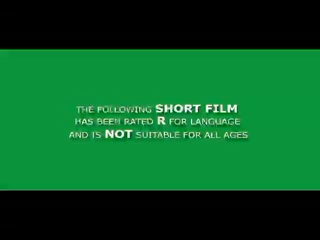 THE FOLLOWING SHORT FILM
HAS BEEN RATED R FOR LANGUAGE
AND IS NOT SUITABLE FOR ALL AGES